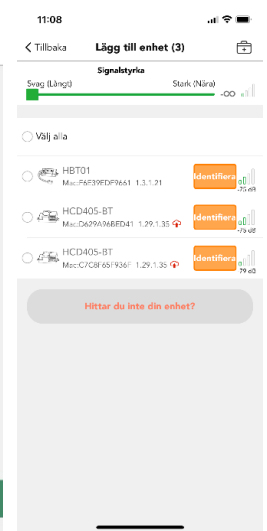 11:08
Tillbaka Lägg till enhet (3)
Signalstyrka
Svag (Långt) Stark (Nära)
-OO
Välj alla
HBT01 Identifiera
Mac:F6F39EDF9661 1.3.1.21 -75 dB
HCD405-BT Identifiera
Mac:D629A96BED41 1.29.1.35 -75 dB
HCD405-BT Identifiera
Mac:C7C8F65F936F 1.29.1.35 79 dB
Hittar du inte din enhet?